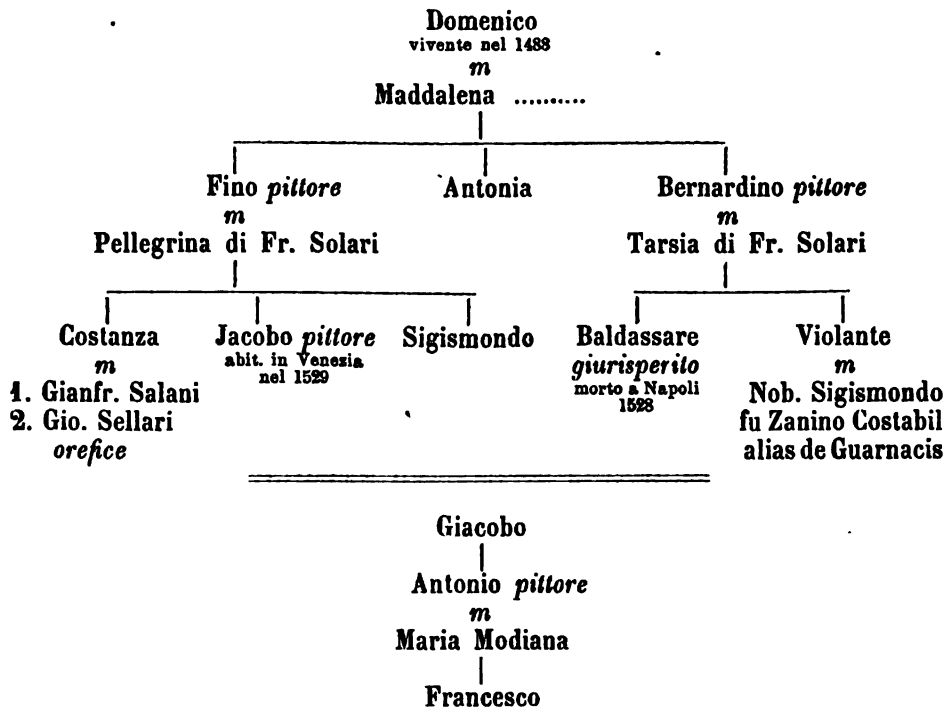 Domenico
vivente nel 1488
m
Maddalena ..........
Fino pittore
m
Pellegrina di Fr. Solari
Antonia
Bernardino pittore
m
Tarsia di Fr. Solari
Costanza
m
1. Gianfr. Salani
2. Gio. Sellari
orefice
Jacobo pittore
abit. in Venezia
nel 1529
Sigismondo
Baldassare
giurisperito
morto a Napoli
1528
Violante
m
Nob. Sigismondo
fu Zanino Costabil
alias de Guarnacis
Giacobo
Antonio pittore
m
Maria Modiana
Francesco